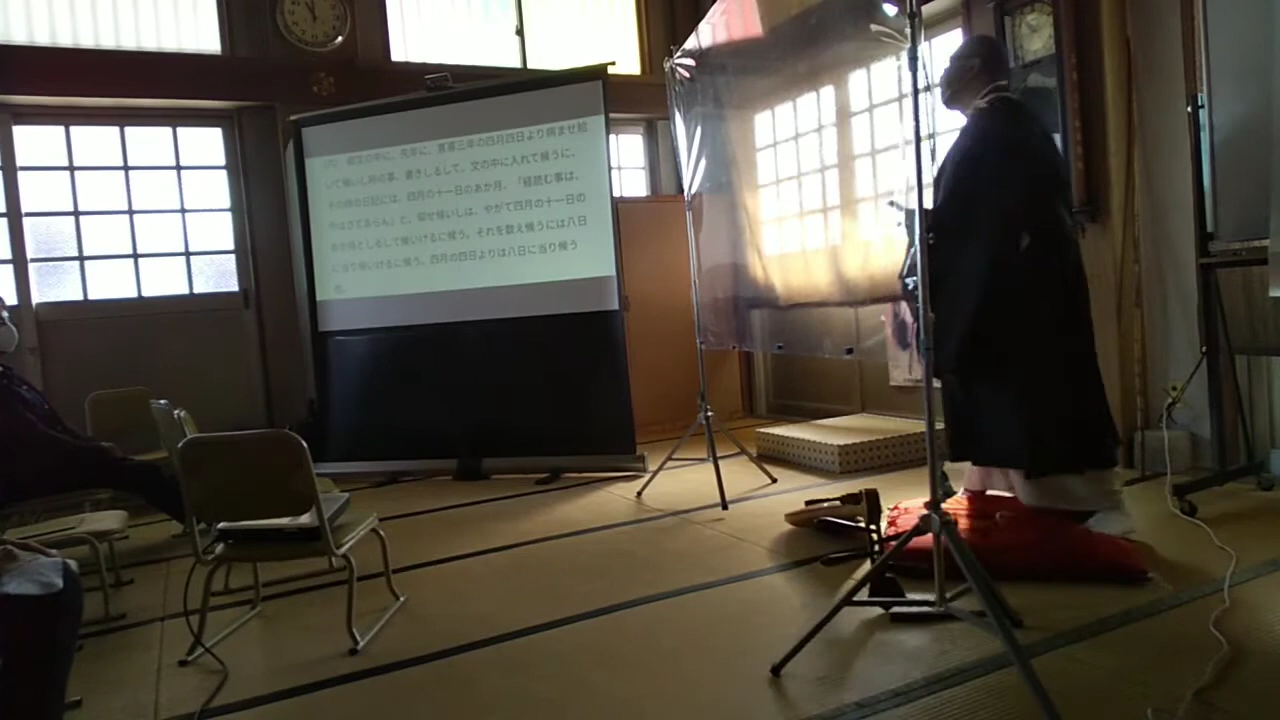 御文の中に、先年に、寛喜三年の四月四日より病ませ給
いて候いし時の事、書きしるして、文の中に入れて候うに、
その時の日記には、四月の十一日のあか月、「経読む事は、
今はさてあらん」と、仰せ候いしは、やがて四月の十一日の
あか月としるして候いけるに候う。それを数え候うには八日
に当り候いけるに候う。四月の四日よりは八日に当り候う
也。